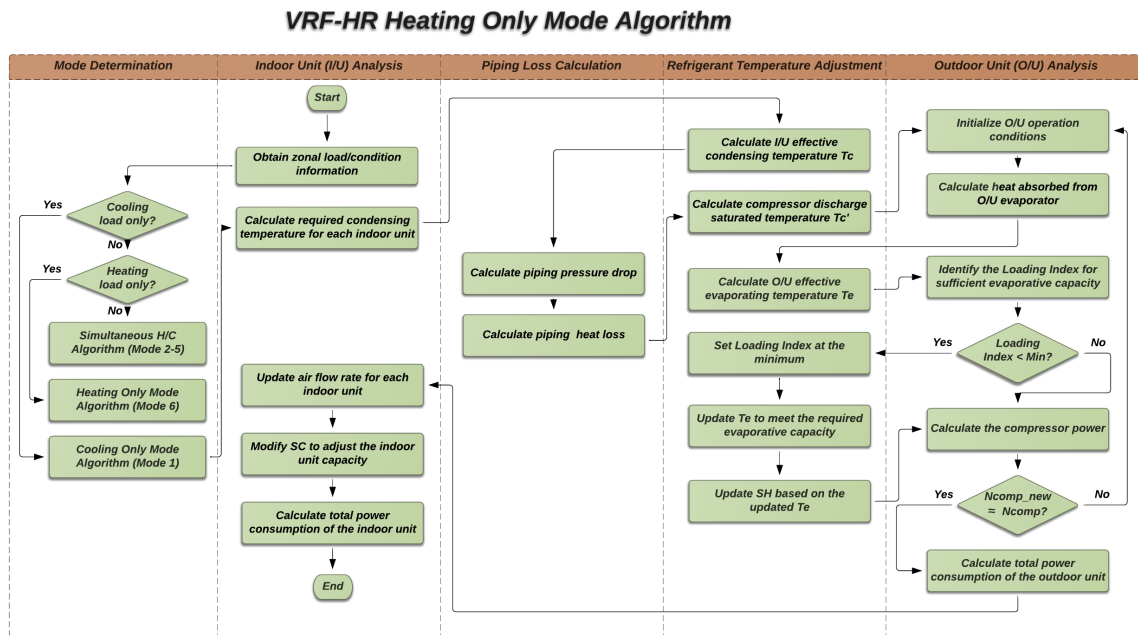 VRF-HR Heating Only Mode Algorithm
Mode Determination
Indoor Unit (I/U) Analysis
Piping Loss Calculation
Refrigerant Temperature Adjustment
Outdoor Unit (O/U) Analysis
Start
Obtain zonal load/condition
information
Yes
Cooling
load only?
No
Yes
Heating
load only?
No
Simultaneous H/C
Algorithm (Mode 2-5)
Heating Only Mode
Algorithm (Mode 6)
Cooling Only Mode
Algorithm (Mode 1)
Calculate required condensing
temperature for each indoor unit
Update air flow rate for each
indoor unit
Modify SC to adjust the indoor
unit capacity
Calculate total power
consumption of the indoor unit
End
Calculate piping pressure drop
Calculate piping heat loss
Calculate I/U effective
condensing temperature Tc
Calculate compressor discharge
saturated temperature Tc'
Calculate O/U effective
evaporating temperature Te
Set Loading Index at the
minimum
Update Te to meet the required
evaporative capacity
Update SH based on the
updated Te
Initialize O/U operation
conditions
Calculate heat absorbed from
O/U evaporator
Identify the Loading Index for
sufficient evaporative capacity
Yes
Loading
Index < Min?
No
Calculate the compressor power
Yes
Ncomp_new
≈ Ncomp?
No
Calculate total power
consumption of the outdoor unit